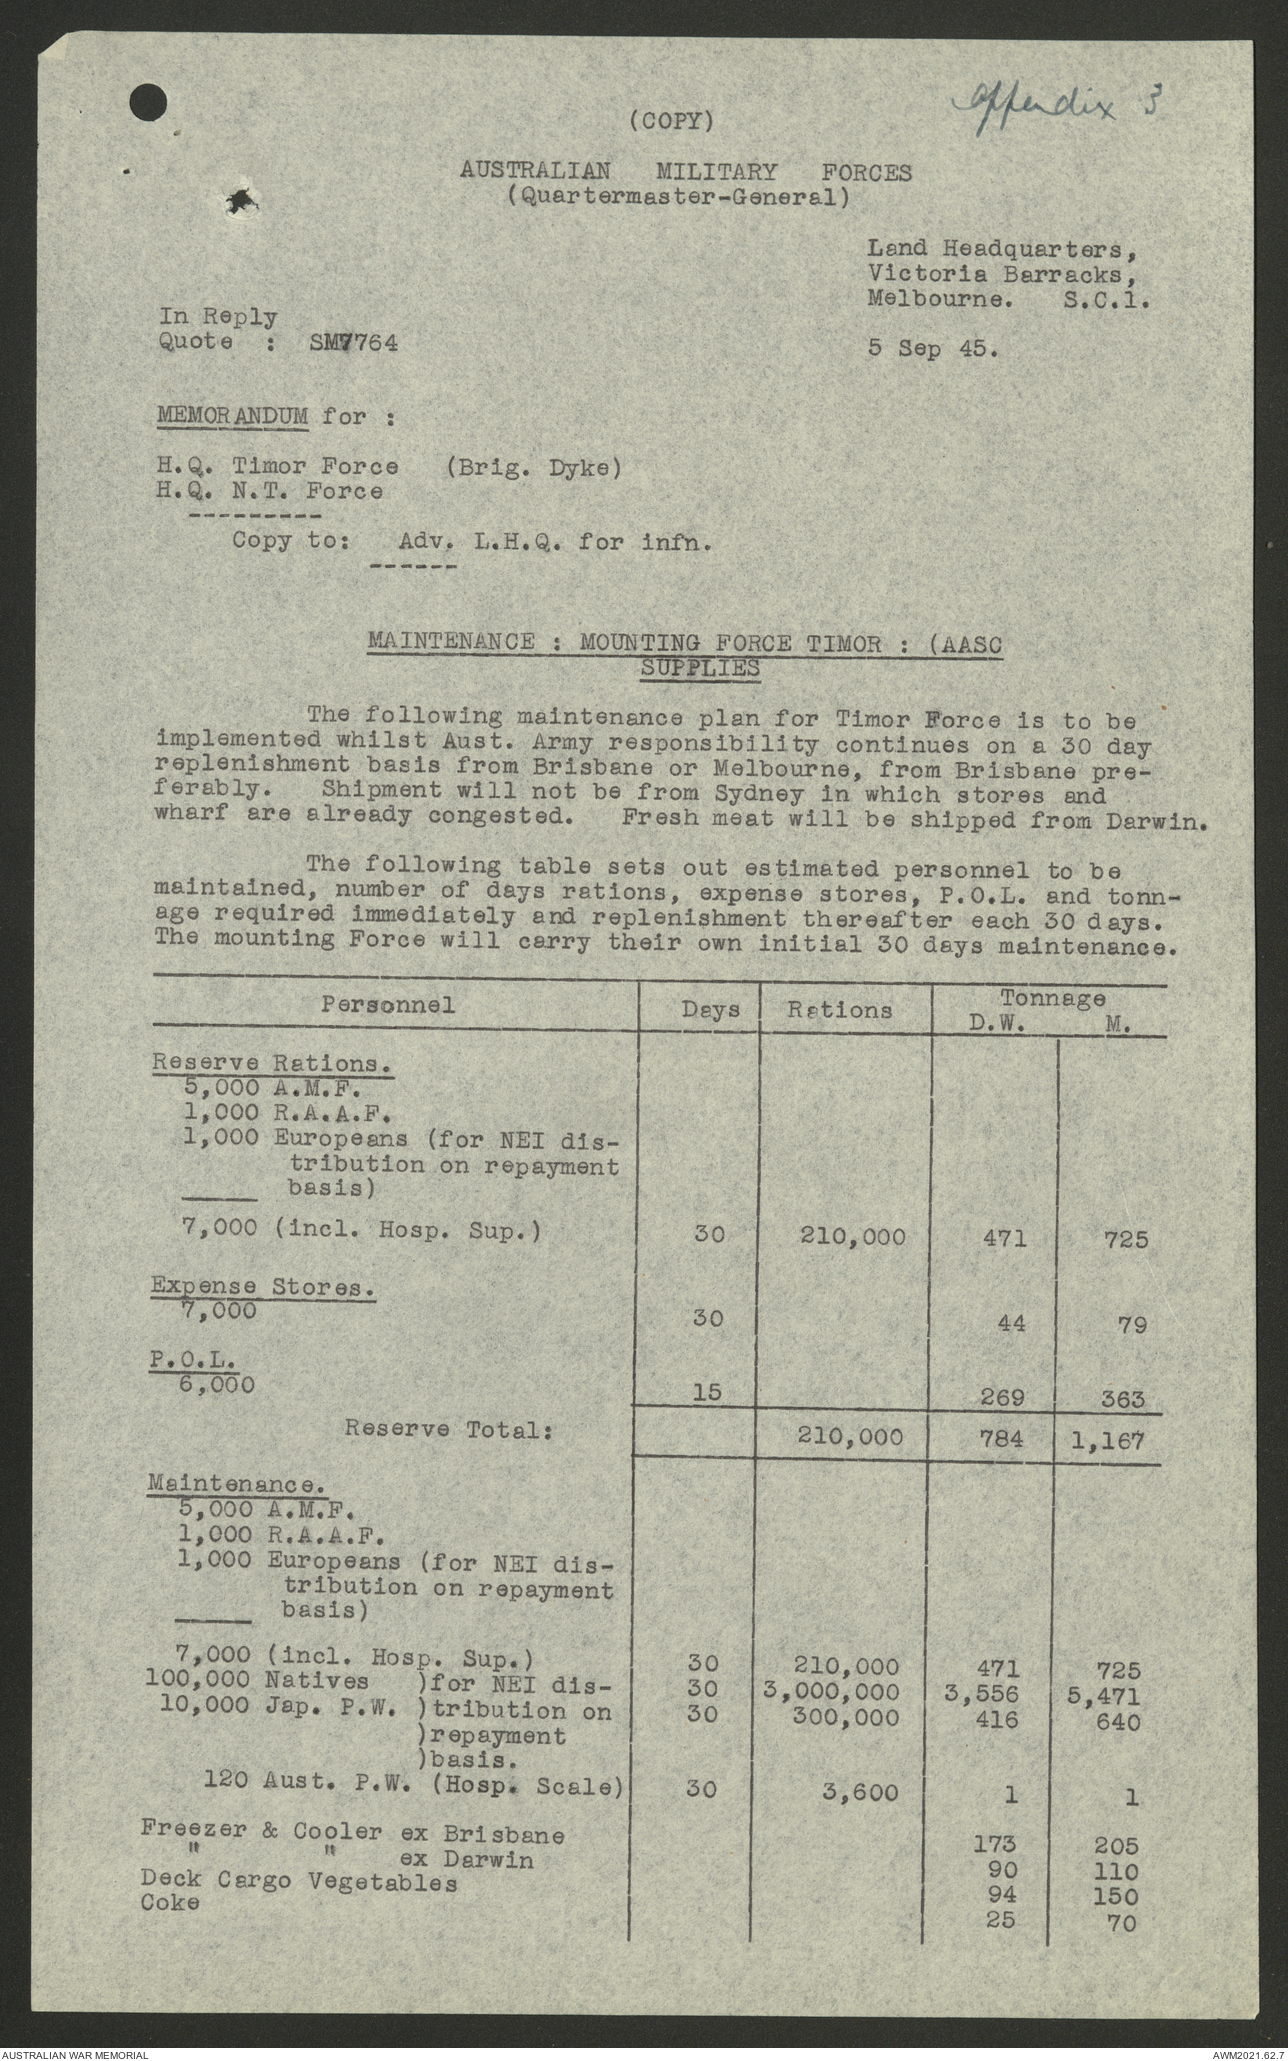 Appendix 3
(COPY)
AUSTRALIAN MILITARY FORCES
(Quartermaster-General)
Land Headquarters,
Victoria Barracks,
Melbourne. S.C.1.
In Reply
Quote : SM7764
5 Sep 45.
MEMORANDUM for :
H.Q. Timor Force (Brig. Dyke)
H.Q. N.T. Force
---------
Copy to: Adv. L.H.Q. for infn.
------
MAINTENANCE : MOUNTING FORCE TIMOR : (AASC
SUPPLIES
The following maintenance plan for Timor Force is to be
implemented whilst Aust. Army responsibility continues on a 30 day
replenishment basis from Brisbane or Melbourne, from Brisbane pre-
ferably. Shipment will not be from Sydney in which stores and
wharf are already congested. Fresh meat will be shipped from Darwin.
The following table sets out estimated personnel to be
maintained, number of days rations, expense stores, P.O.L. and tonn-
age required immediately and replenishment thereafter each 30 days.
The mounting Force will carry their own initial 30 days maintenance.
Personnel Days Rations Tonnage
D.W. M.
Reserve Rations.
5,000 A.M.F.
1,000 R.A.A.F.
1,000 Europeans (for NEI dis-
tribution on repayment
basis)
7,000 (incl. Hosp. Sup.) 30 210,000 471 725
Expense Stores.
7,000 30 44 79
P.O.L.
6,000 15 269 363
Reserve Total: 210,000 784 1,167
Maintenance.
5,000 A.M.F.
1,000 R.A.A.F.
1,000 Europeans (for NEI dis-
tribution on repayment
basis)
7,000 (incl. Hosp. Sup.) 30 210,000 471 725
100,000 Natives )for NEI dis- 30 3,000,000 3,556 5,471
10,000 Jap. P.W. )tribution on 30 300,000 416 640
)repayment
)basis.
120 Aust. P.W. (Hosp. Scale) 30 3,600 1 1
Freezer & Cooler ex Brisbane 173 205
" " ex Darwin 90 110
Deck Cargo Vegetables 94 150
Coke 25 70
AUSTRALIAN WAR MEMORIAL AWM2021.62.7